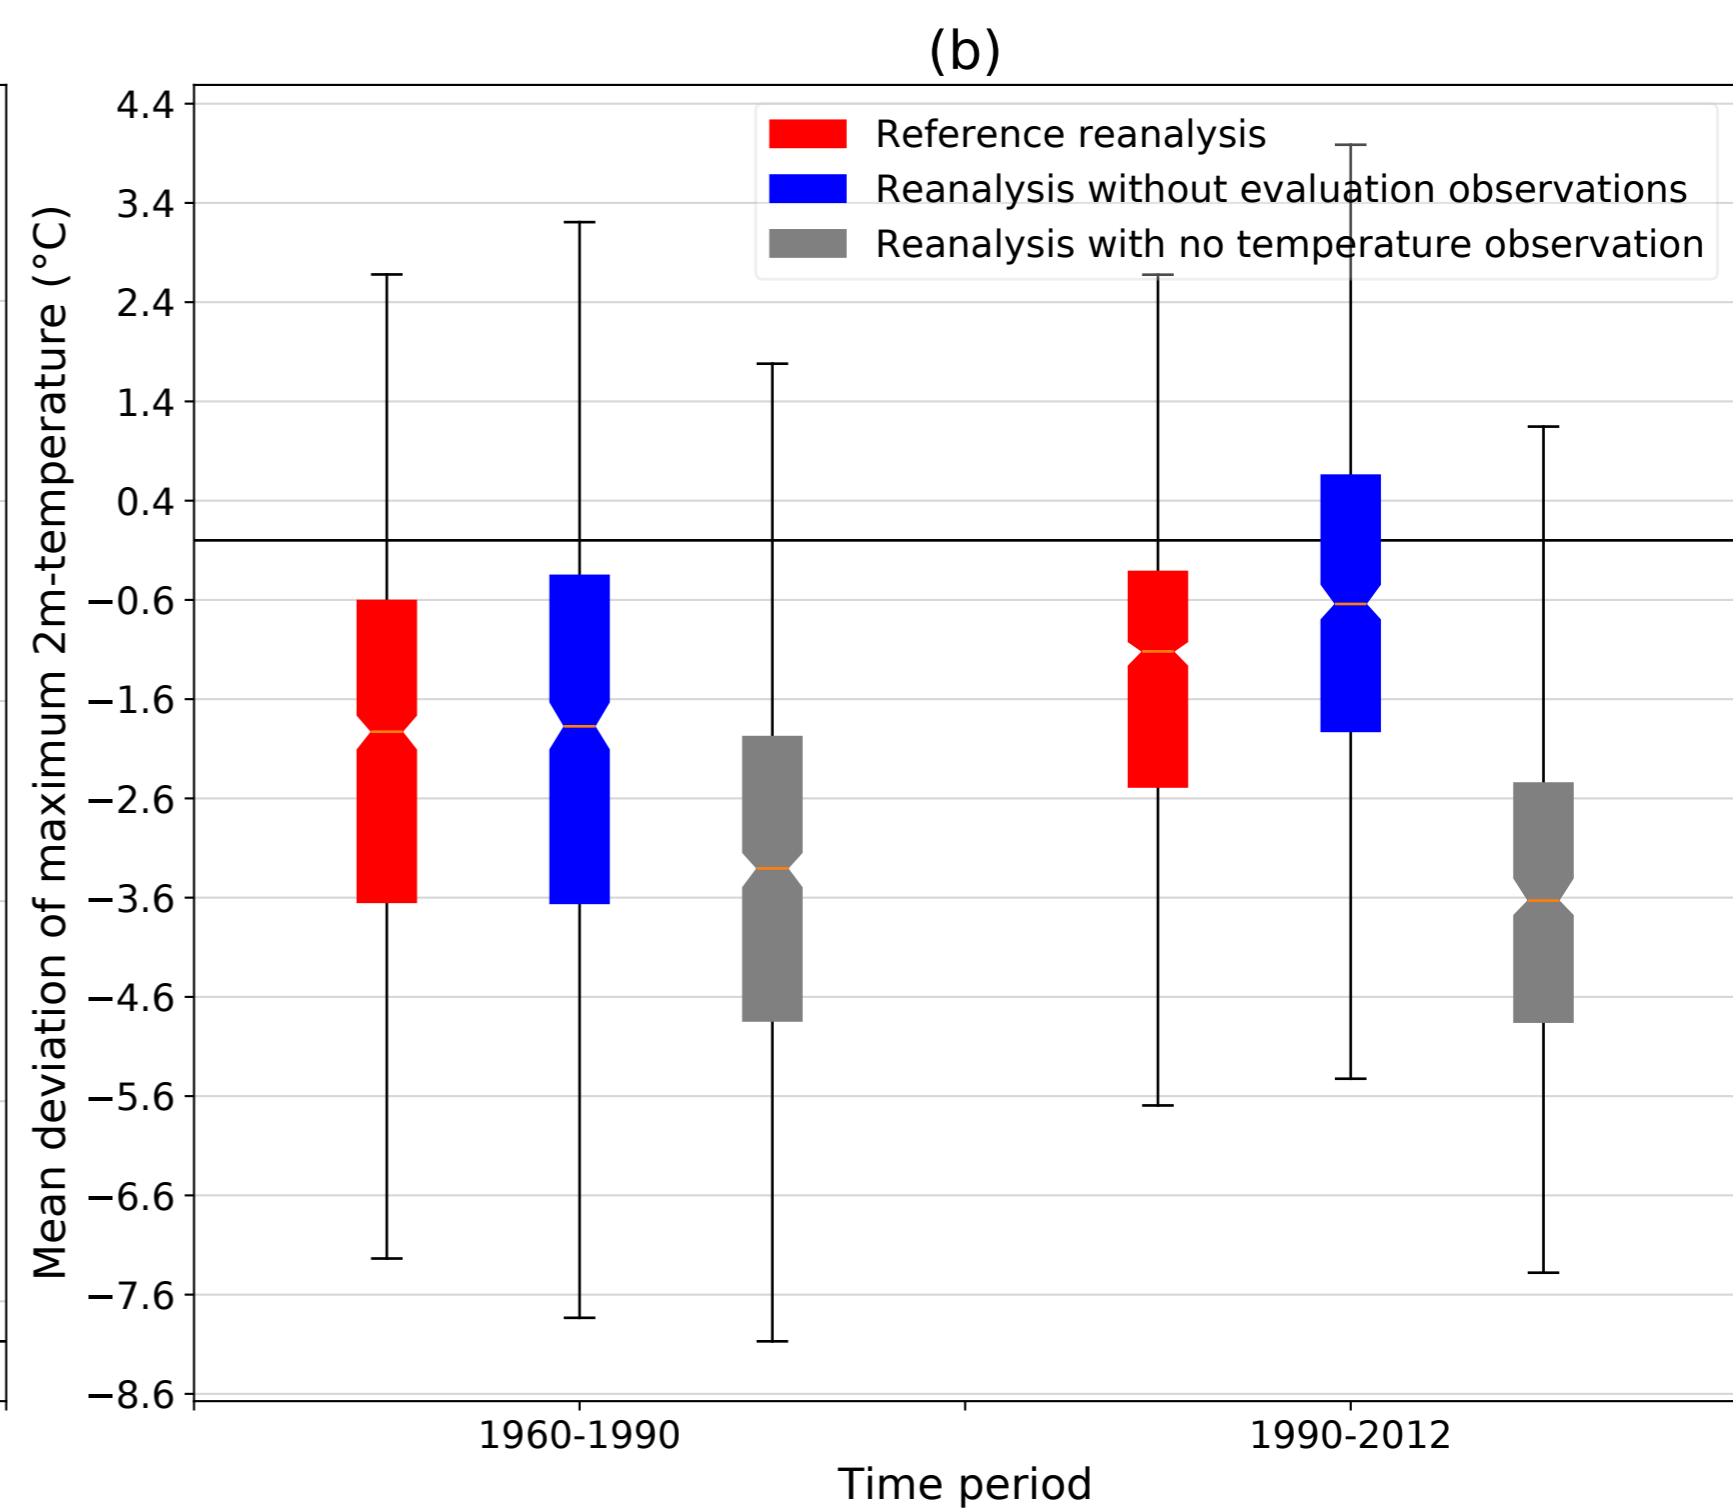 (b)
Mean deviation of maximum 2m-temperature (°C)
4.4
3.4
2.4
1.4
0.4
−0.6
−1.6
−2.6
−3.6
−4.6
−5.6
−6.6
−7.6
−8.6
Reference reanalysis
Reanalysis without evaluation observations
Reanalysis with no temperature observation
1960-1990
1990-2012
Time period